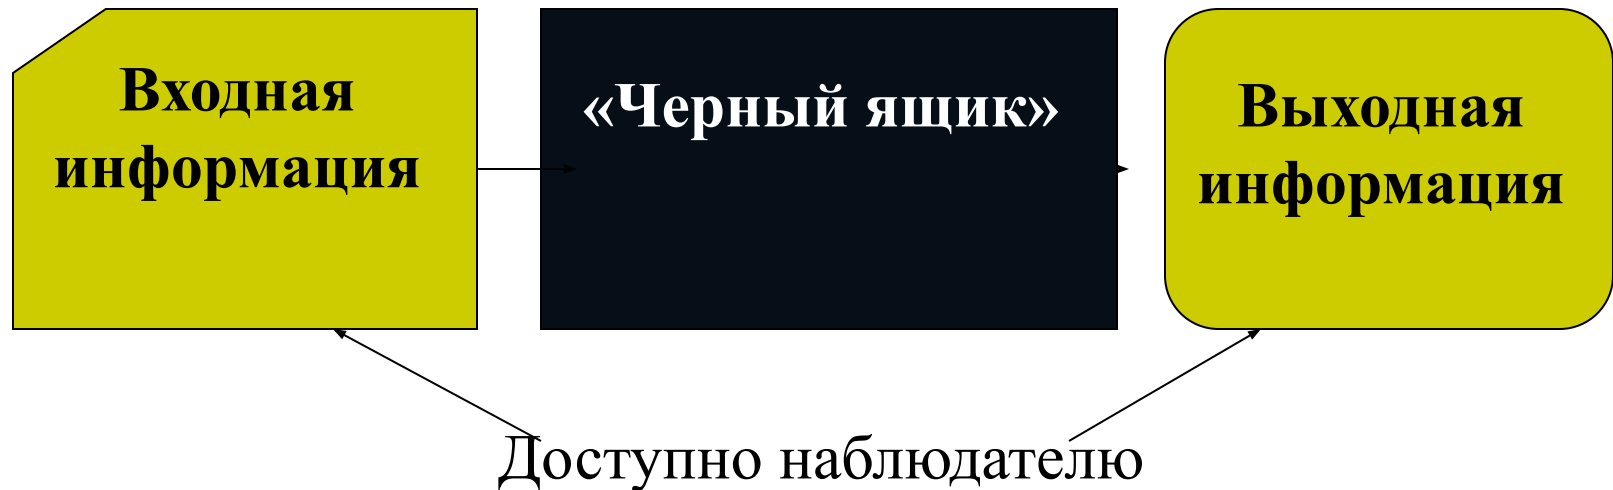 Входная
информация
«Черный ящик»
Выходная
информация
Доступно наблюдателю